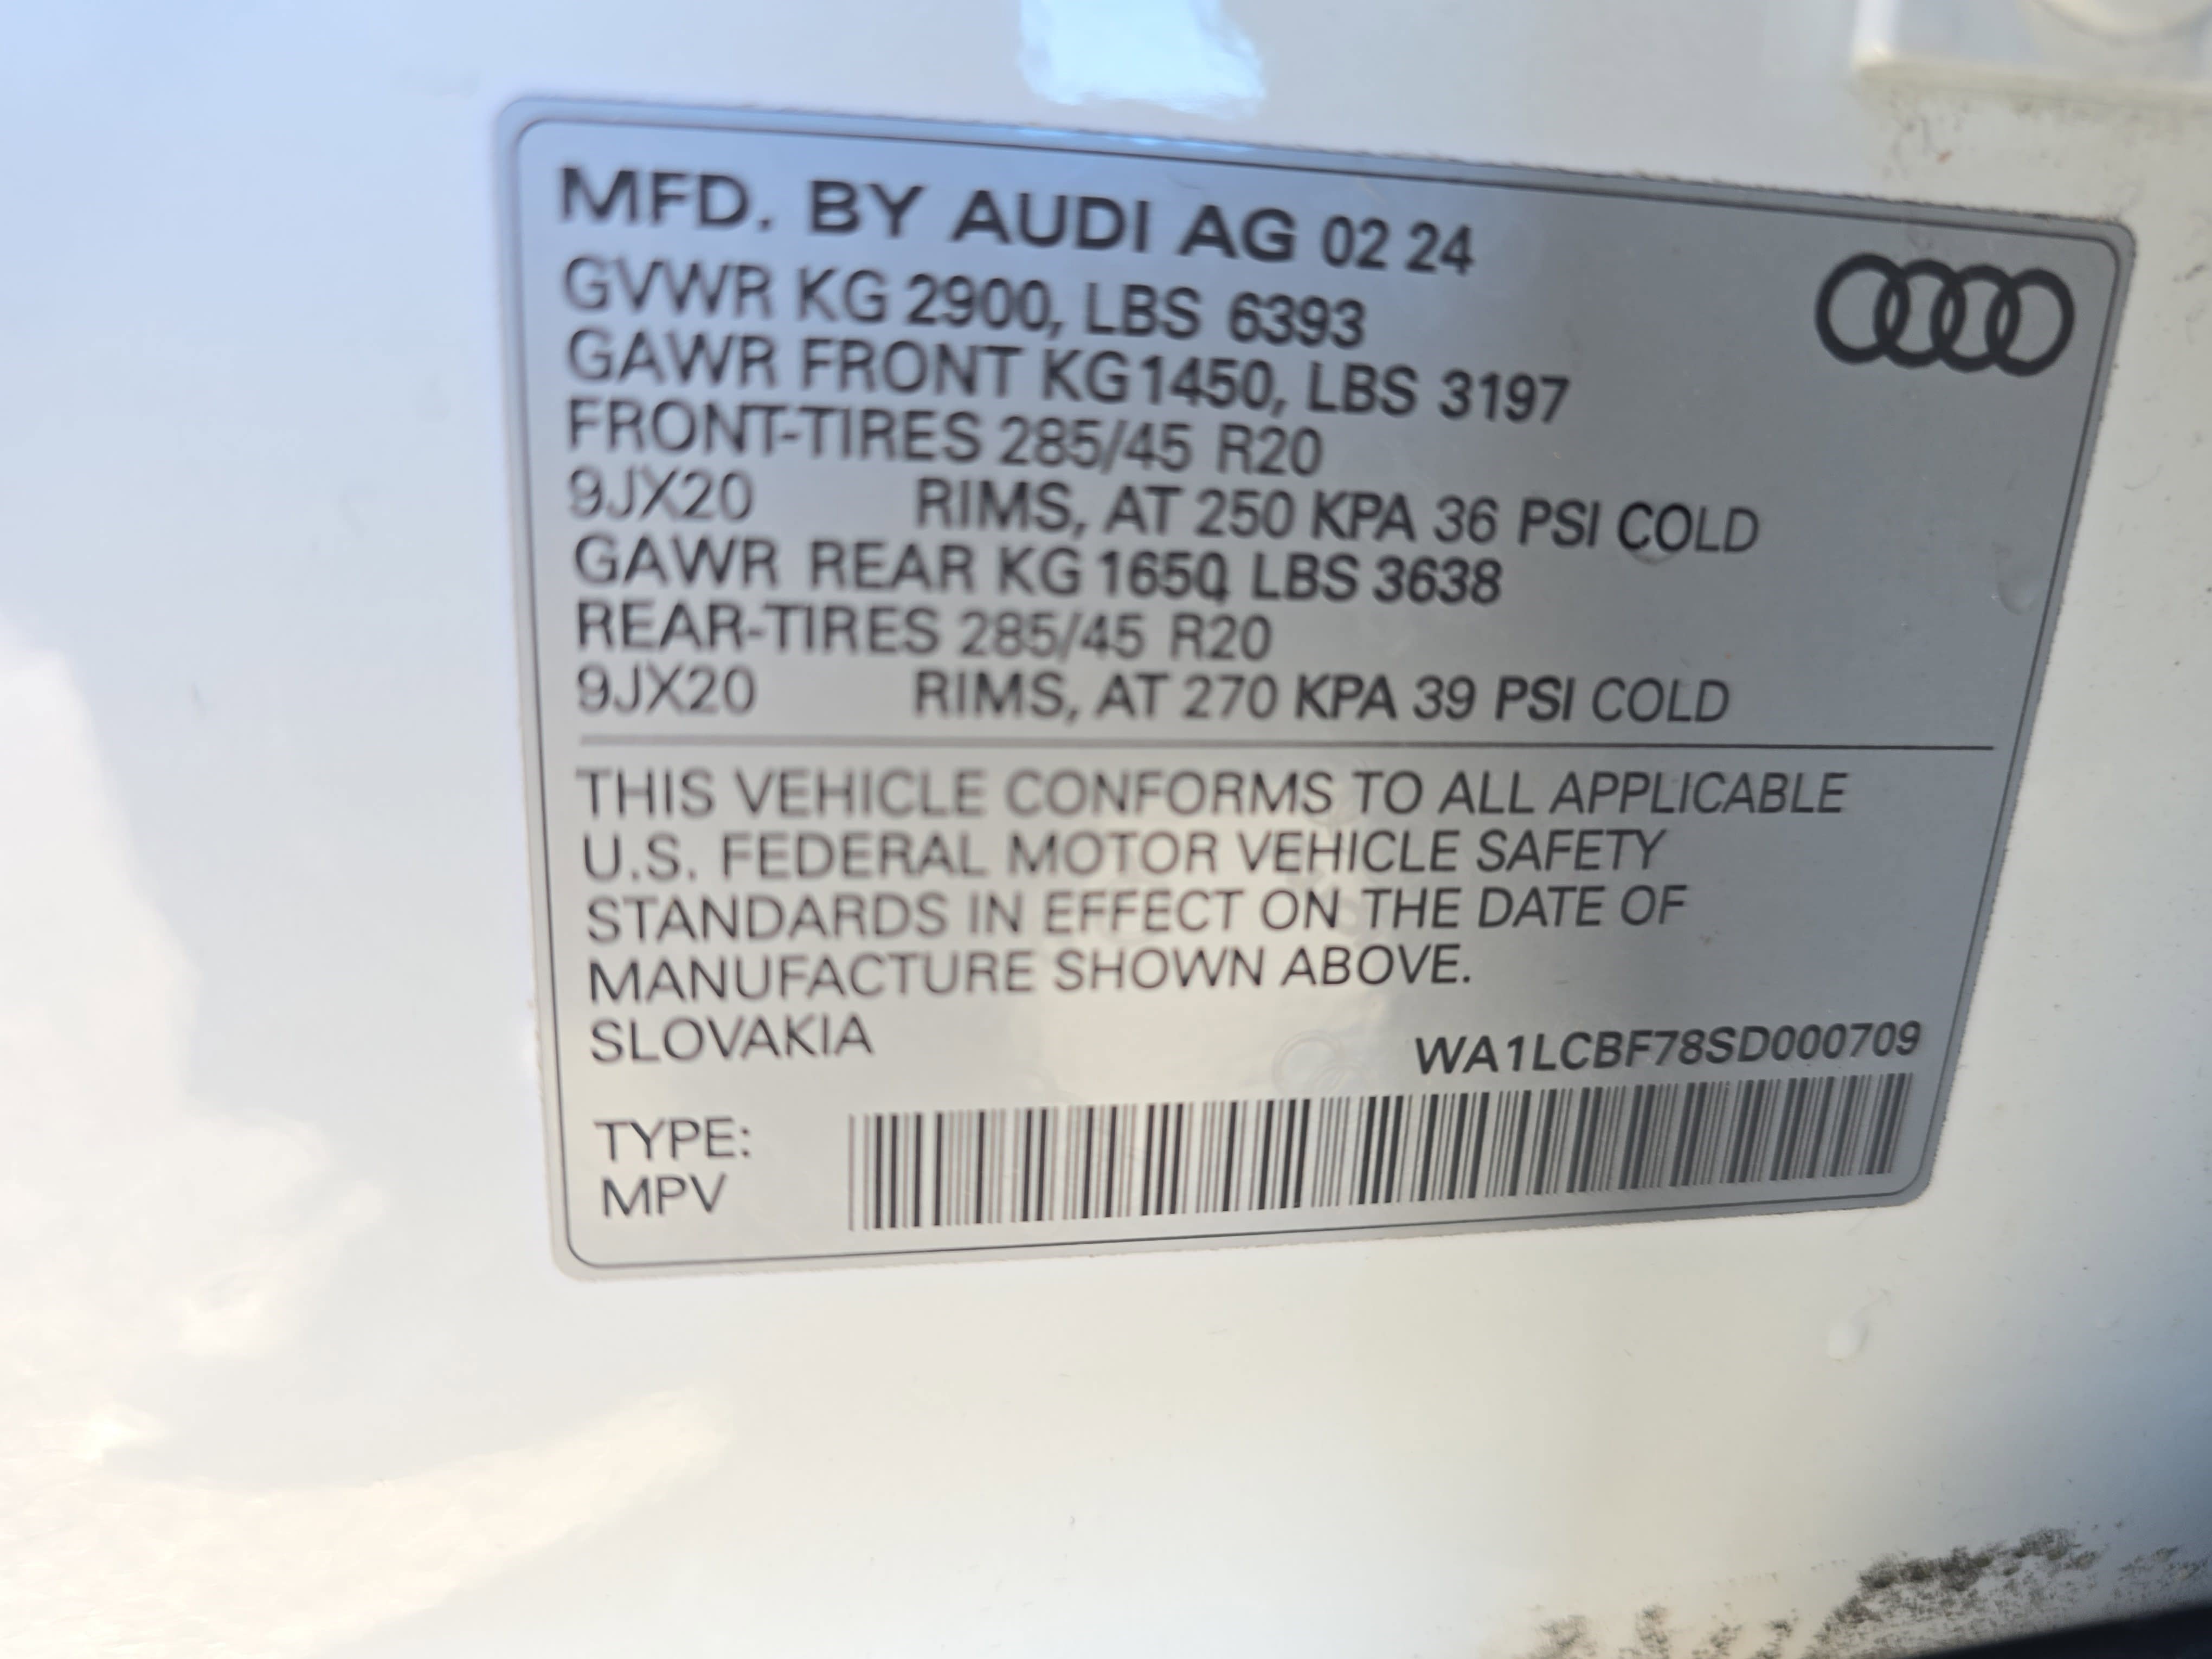 MFD. BY AUDI AG 02 24
GVWR KG 2900, LBS 6393
GAWR FRONT KG 1450, LBS 3197
FRONT-TIRES 285/45 R20
9JX20 RIMS, AT 250 KPA 36 PSI COLD
GAWR REAR KG 1650, LBS 3638
REAR-TIRES 285/45 R20
9JX20 RIMS, AT 270 KPA 39 PSI COLD
THIS VEHICLE CONFORMS TO ALL APPLICABLE
U.S. FEDERAL MOTOR VEHICLE SAFETY
STANDARDS IN EFFECT ON THE DATE OF
MANUFACTURE SHOWN ABOVE.
SLOVAKIA
WA1LCBF78SD000709
TYPE:
MPV